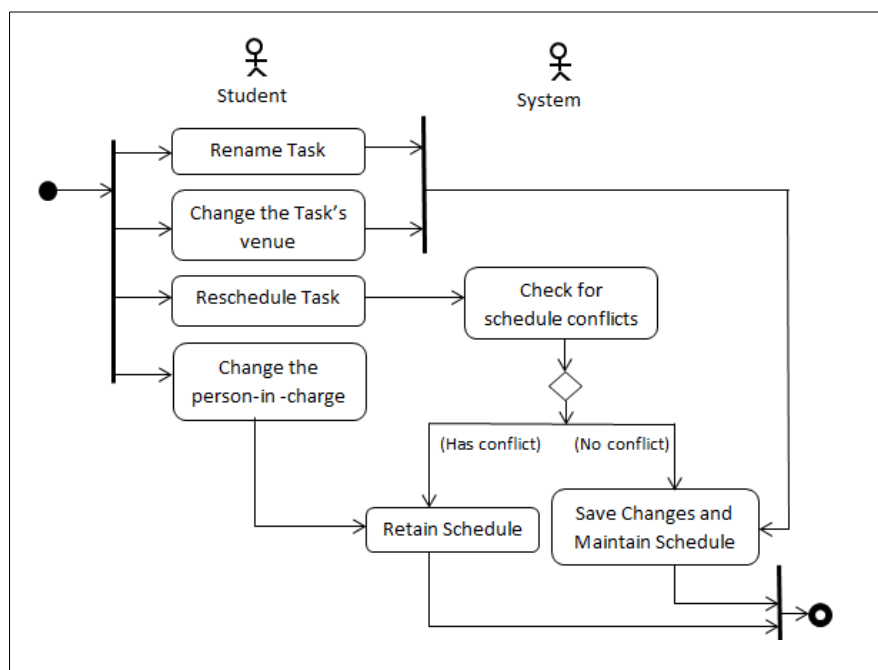 Student
System
Rename Task
Change the Task's
venue
Reschedule Task
Check for
schedule conflicts
Change the
person-in -charge
(Has conflict)
(No conflict)
Retain Schedule
Save Changes and
Maintain Schedule